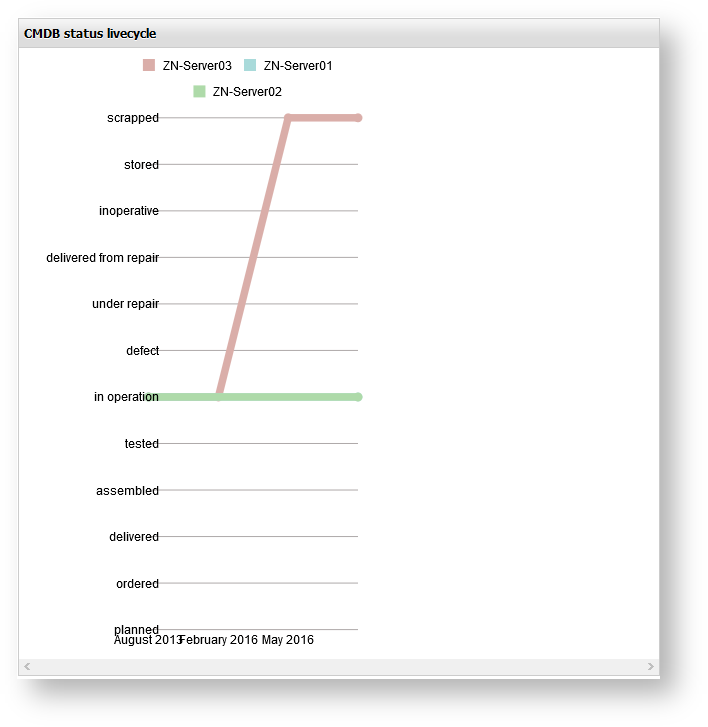 CMDB status livecycle
ZN-Server03 ZN-Server01
ZN-Server02
scrapped
stored
inoperative
delivered from repair
under repair
defect
in operation
tested
assembled
delivered
ordered
planned
August 2013 February 2016 May 2016